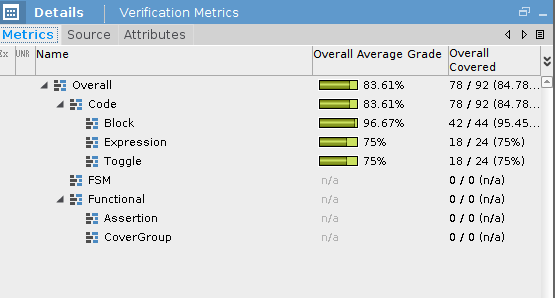 Details Verification Metrics
Metrics Source Attributes
Ex UNR Name Overall Average Grade Overall Covered
Overall 83.61% 78 / 92 (84.78...
Code 83.61% 78 / 92 (84.78...
Block 96.67% 42 / 44 (95.45...
Expression 75% 18 / 24 (75%)
Toggle 75% 18 / 24 (75%)
FSM n/a 0 / 0 (n/a)
Functional n/a 0 / 0 (n/a)
Assertion n/a 0 / 0 (n/a)
CoverGroup n/a 0 / 0 (n/a)